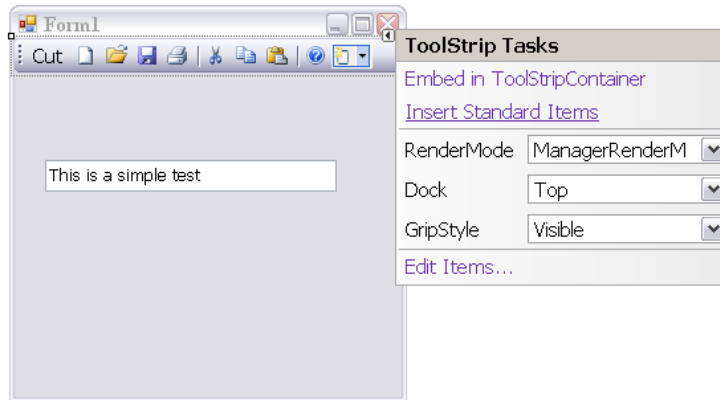 Form1
Cut
This is a simple test
ToolStrip Tasks
Embed in ToolStripContainer
Insert Standard Items
RenderMode ManagerRenderM
Dock Top
GripStyle Visible
Edit Items...